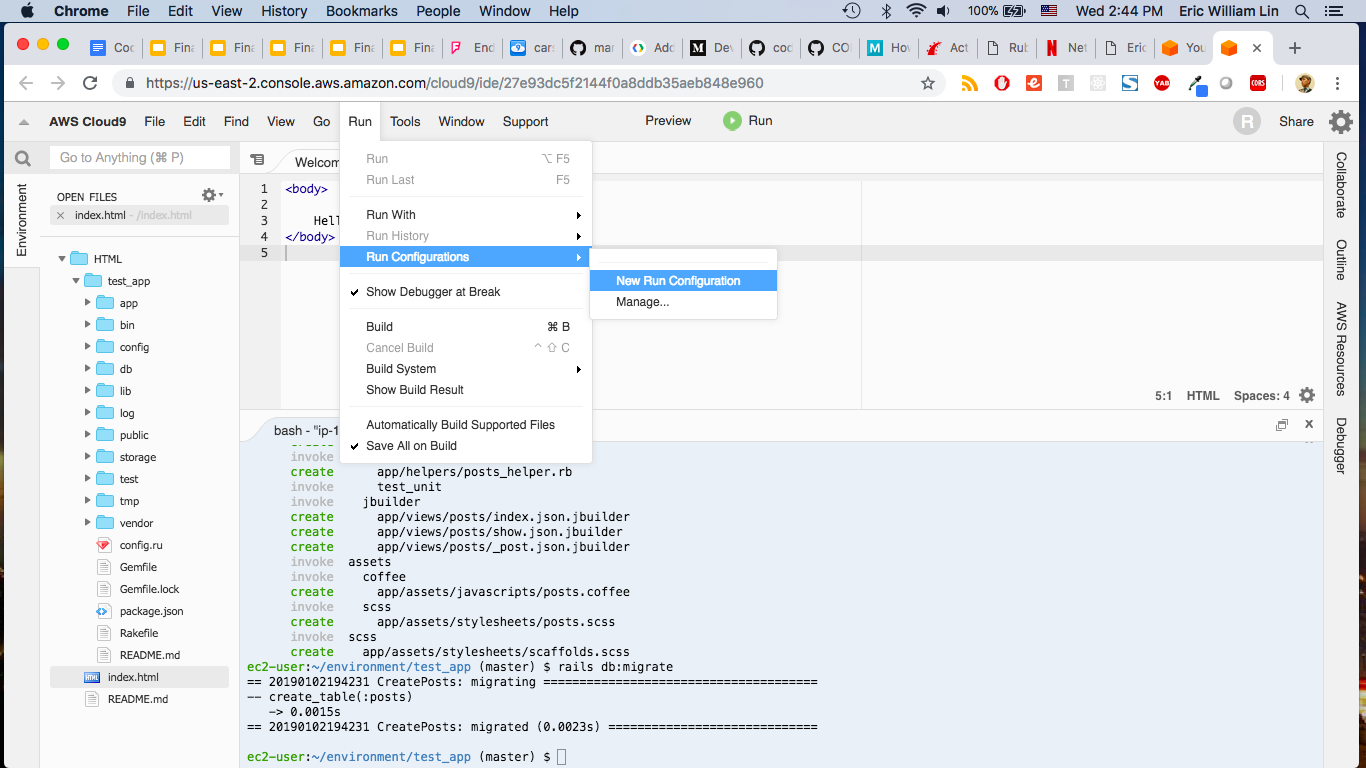 Chrome File Edit View History Bookmarks People Window Help 100% Wed 2:44 PM Eric William Lin
Coc Fina Fina Fina Fina Fina End cars mar Add Dev cod CO Hov Act Rub Net Eric You
https://us-east-2.console.aws.amazon.com/cloud9/ide/27e93dc5f2144f0a8ddb35aeb848e960
AWS Cloud9 File Edit Find View Go Run Tools Window Support Preview Run R Share
Go to Anything (⌘ P)
Welcom
Environment
OPEN FILES
index.html - /index.html
HTML
test_app
app
bin
config
db
lib
log
public
storage
test
tmp
vendor
config.ru
Gemfile
Gemfile.lock
package.json
Rakefile
README.md
index.html
README.md
1 <body>
2
3 Hell
4 </body>
5
Run ⌥ F5
Run Last F5
Run With
Run History
Run Configurations
Show Debugger at Break
Build ⌘ B
Cancel Build ^ ⇧ C
Build System
Show Build Result
Automatically Build Supported Files
Save All on Build
New Run Configuration
Manage...
5:1 HTML Spaces: 4
Collaborate
Outline
AWS Resources
Debugger
bash - "ip-1
create
invoke
create app/helpers/posts_helper.rb
invoke test_unit
invoke jbuilder
create app/views/posts/index.json.jbuilder
create app/views/posts/show.json.jbuilder
create app/views/posts/_post.json.jbuilder
invoke assets
invoke coffee
create app/assets/javascripts/posts.coffee
invoke scss
create app/assets/stylesheets/posts.scss
invoke scss
create app/assets/stylesheets/scaffolds.scss
ec2-user:~/environment/test_app (master) $ rails db:migrate
== 20190102194231 CreatePosts: migrating ======================================
-- create_table(:posts)
-> 0.0015s
== 20190102194231 CreatePosts: migrated (0.0023s) =============================
ec2-user:~/environment/test_app (master) $